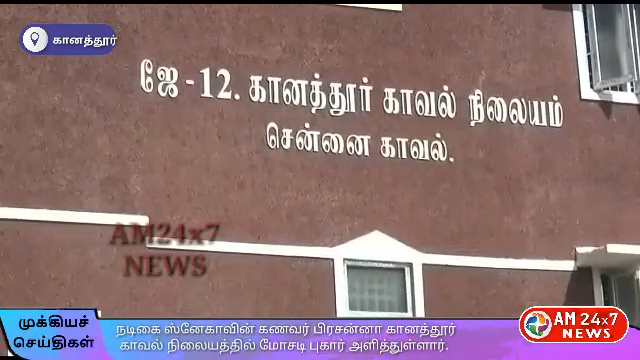 கானத்தூர்
ஜே-12. கானத்தூர் காவல் நிலையம்
சென்னை காவல்.
AM24x7
NEWS
முக்கியச்
செய்திகள்
நடிகை ஸ்னேகாவின் கணவர் பிரசன்னா கானத்தூர்
காவல் நிலையத்தில் மோசடி புகார் அளித்துள்ளார்.
AM 24x7
NEWS